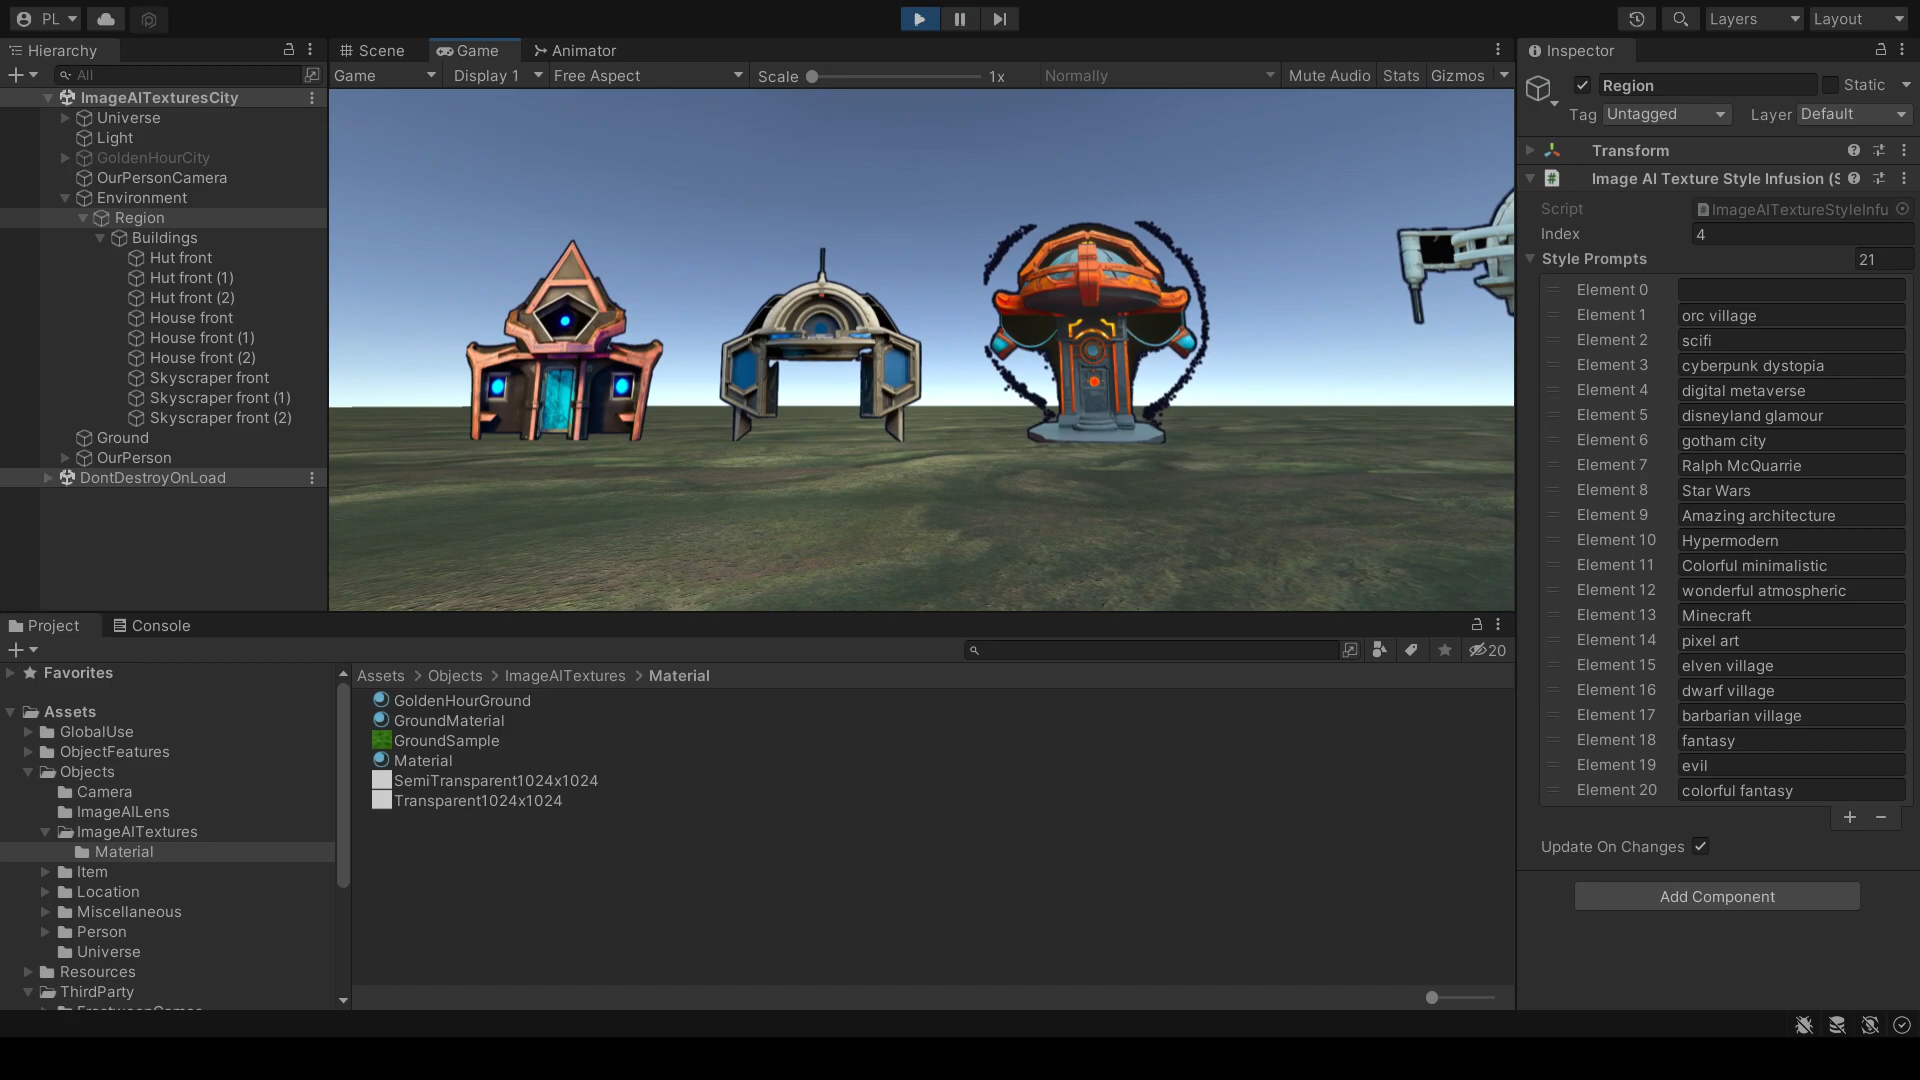 PL
Layers
Layout
Hierarchy
All
ImageAITexturesCity
Universe
Light
GoldenHourCity
OurPersonCamera
Environment
Region
Buildings
Hut front
Hut front (1)
Hut front (2)
House front
House front (1)
House front (2)
Skyscraper front
Skyscraper front (1)
Skyscraper front (2)
Ground
OurPerson
DontDestroyOnLoad
Scene
Game
Animator
Game
Display 1
Free Aspect
Scale
1x
Normally
Mute Audio
Stats
Gizmos
Inspector
Region
Static
Tag
Untagged
Layer
Default
Transform
Image AI Texture Style Infusion (S
Script
ImageAITextureStyleInfu
Index
4
Style Prompts
21
Element 0
Element 1
orc village
Element 2
scifi
Element 3
cyberpunk dystopia
Element 4
digital metaverse
Element 5
disneyland glamour
Element 6
gotham city
Element 7
Ralph McQuarrie
Element 8
Star Wars
Element 9
Amazing architecture
Element 10
Hypermodern
Element 11
Colorful minimalistic
Element 12
wonderful atmospheric
Element 13
Minecraft
Element 14
pixel art
Element 15
elven village
Element 16
dwarf village
Element 17
barbarian village
Element 18
fantasy
Element 19
evil
Element 20
colorful fantasy
Update On Changes
Add Component
Project
Console
20
Favorites
Assets
GlobalUse
ObjectFeatures
Objects
Camera
ImageAILens
ImageAITextures
Material
Item
Location
Miscellaneous
Person
Universe
Resources
ThirdParty
Assets > Objects > ImageAITextures > Material
GoldenHourGround
GroundMaterial
GroundSample
Material
SemiTransparent1024x1024
Transparent1024x1024